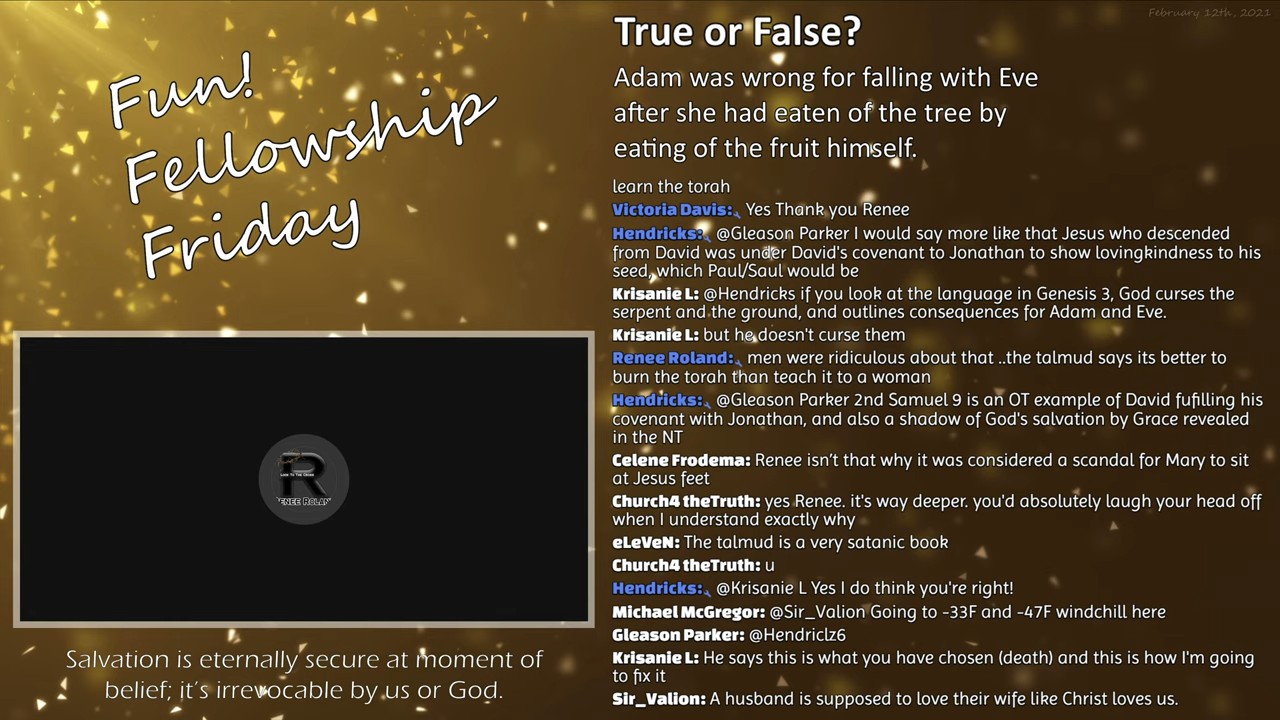 Fun!
Fellowship
Friday
LOOK TO THE CROSS
RENEE ROLAN
Salvation is eternally secure at moment of
belief; it's irrevocable by us or God.
February 12th, 2021
True or False?
Adam was wrong for falling with Eve
after she had eaten of the tree by
eating of the fruit himself.
learn the torah
Victoria Davis: Yes Thank you Renee
Hendricks: @Gleason Parker I would say more like that Jesus who descended
from David was under David's covenant to Jonathan to show lovingkindness to his
seed, which Paul/Saul would be
Krisanie L: @Hendricks if you look at the language in Genesis 3, God curses the
serpent and the ground, and outlines consequences for Adam and Eve.
Krisanie L: but he doesn't curse them
Renee Roland: men were ridiculous about that ..the talmud says its better to
burn the torah than teach it to a woman
Hendricks: @Gleason Parker 2nd Samuel 9 is an OT example of David fufilling his
covenant with Jonathan, and also a shadow of God's salvation by Grace revealed
in the NT
Celene Frodema: Renee isn't that why it was considered a scandal for Mary to sit
at Jesus feet
Church4 theTruth: yes Renee. it's way deeper. you'd absolutely laugh your head off
when I understand exactly why
eLeVeN: The talmud is a very satanic book
Church4 theTruth: u
Hendricks: @Krisanie L Yes I do think you're right!
Michael McGregor: @Sir_Valion Going to -33F and -47F windchill here
Gleason Parker: @Hendriclz6
Krisanie L: He says this is what you have chosen (death) and this is how I'm going
to fix it
Sir_Valion: A husband is supposed to love their wife like Christ loves us.